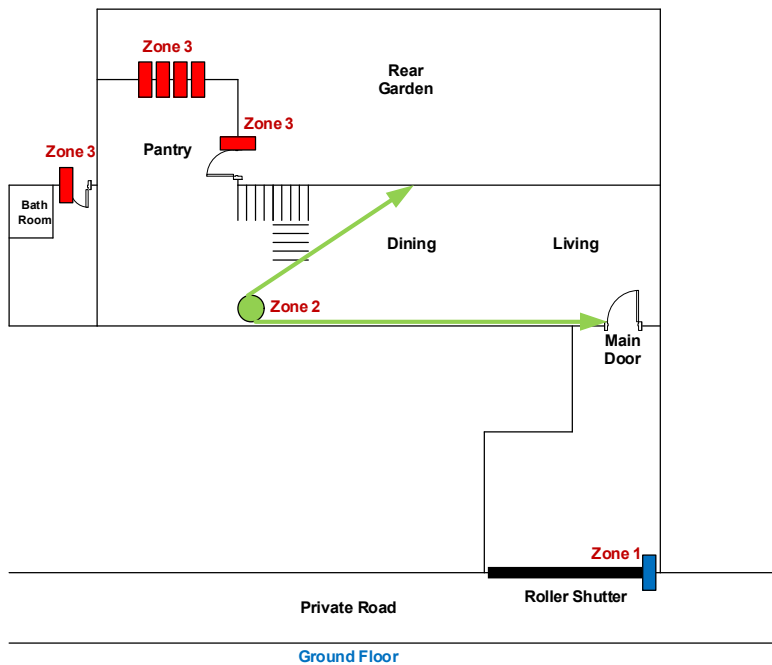 Zone 3
Rear
Garden
Zone 3
Pantry
Zone 3
Bath
Room
Dining
Living
Zone 2
Main
Door
Zone 1
Roller Shutter
Private Road
Ground Floor